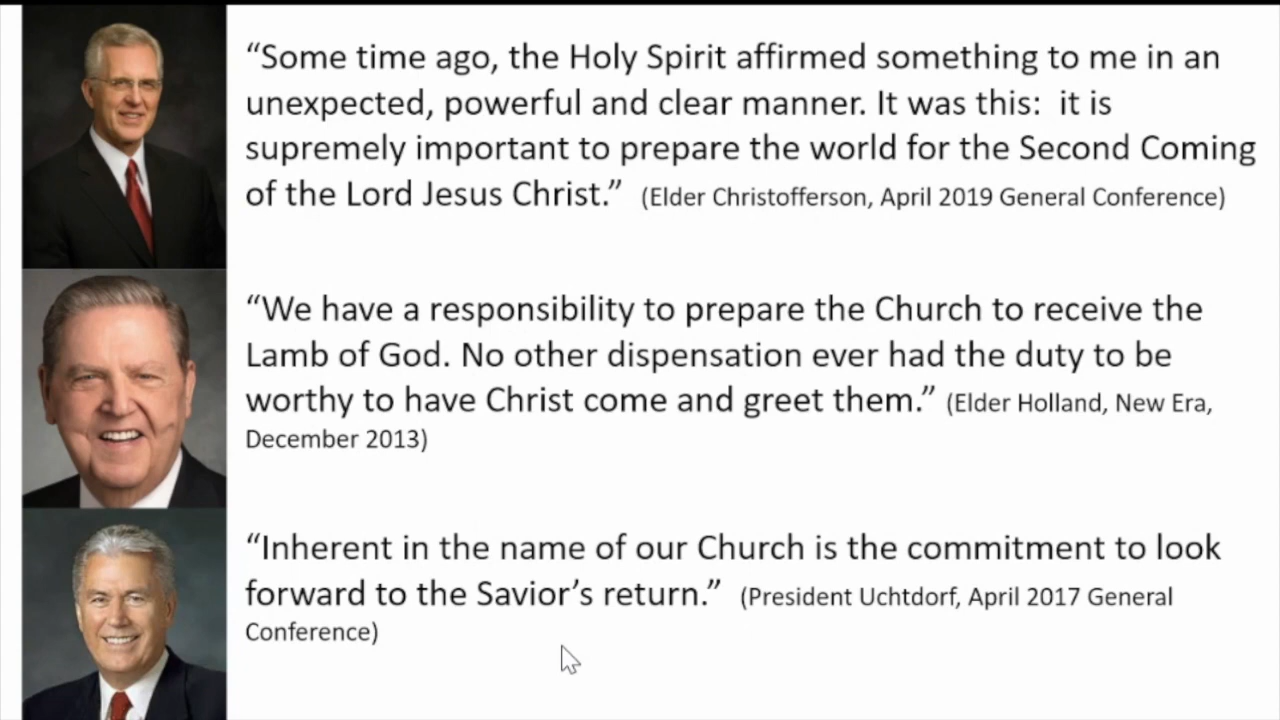 “Some time ago, the Holy Spirit affirmed something to me in an
unexpected, powerful and clear manner. It was this:  it is
supremely important to prepare the world for the Second Coming
of the Lord Jesus Christ.”  (Elder Christofferson, April 2019 General Conference)
“We have a responsibility to prepare the Church to receive the
Lamb of God. No other dispensation ever had the duty to be
worthy to have Christ come and greet them.” (Elder Holland, New Era,
December 2013)
“Inherent in the name of our Church is the commitment to look
forward to the Savior’s return.”  (President Uchtdorf, April 2017 General
Conference)